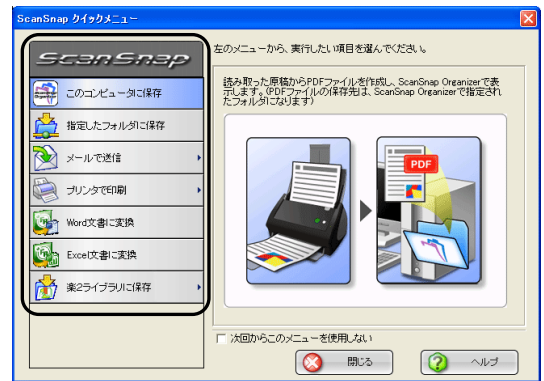 ScanSnap クイックメニュー
ScanSnap
このコンピュータに保存
指定したフォルダに保存
メールで送信
プリンタで印刷
Word文書に変換
Excel文書に変換
楽2ライブラリに保存
左のメニューから、実行したい項目を選んでください。
読み取った原稿からPDFファイルを作成し、ScanSnap Organizerで表
示します。(PDFファイルの保存先は、ScanSnap Organizerで指定され
たフォルダになります)
PDF
次回からこのメニューを使用しない
閉じる
ヘルプ